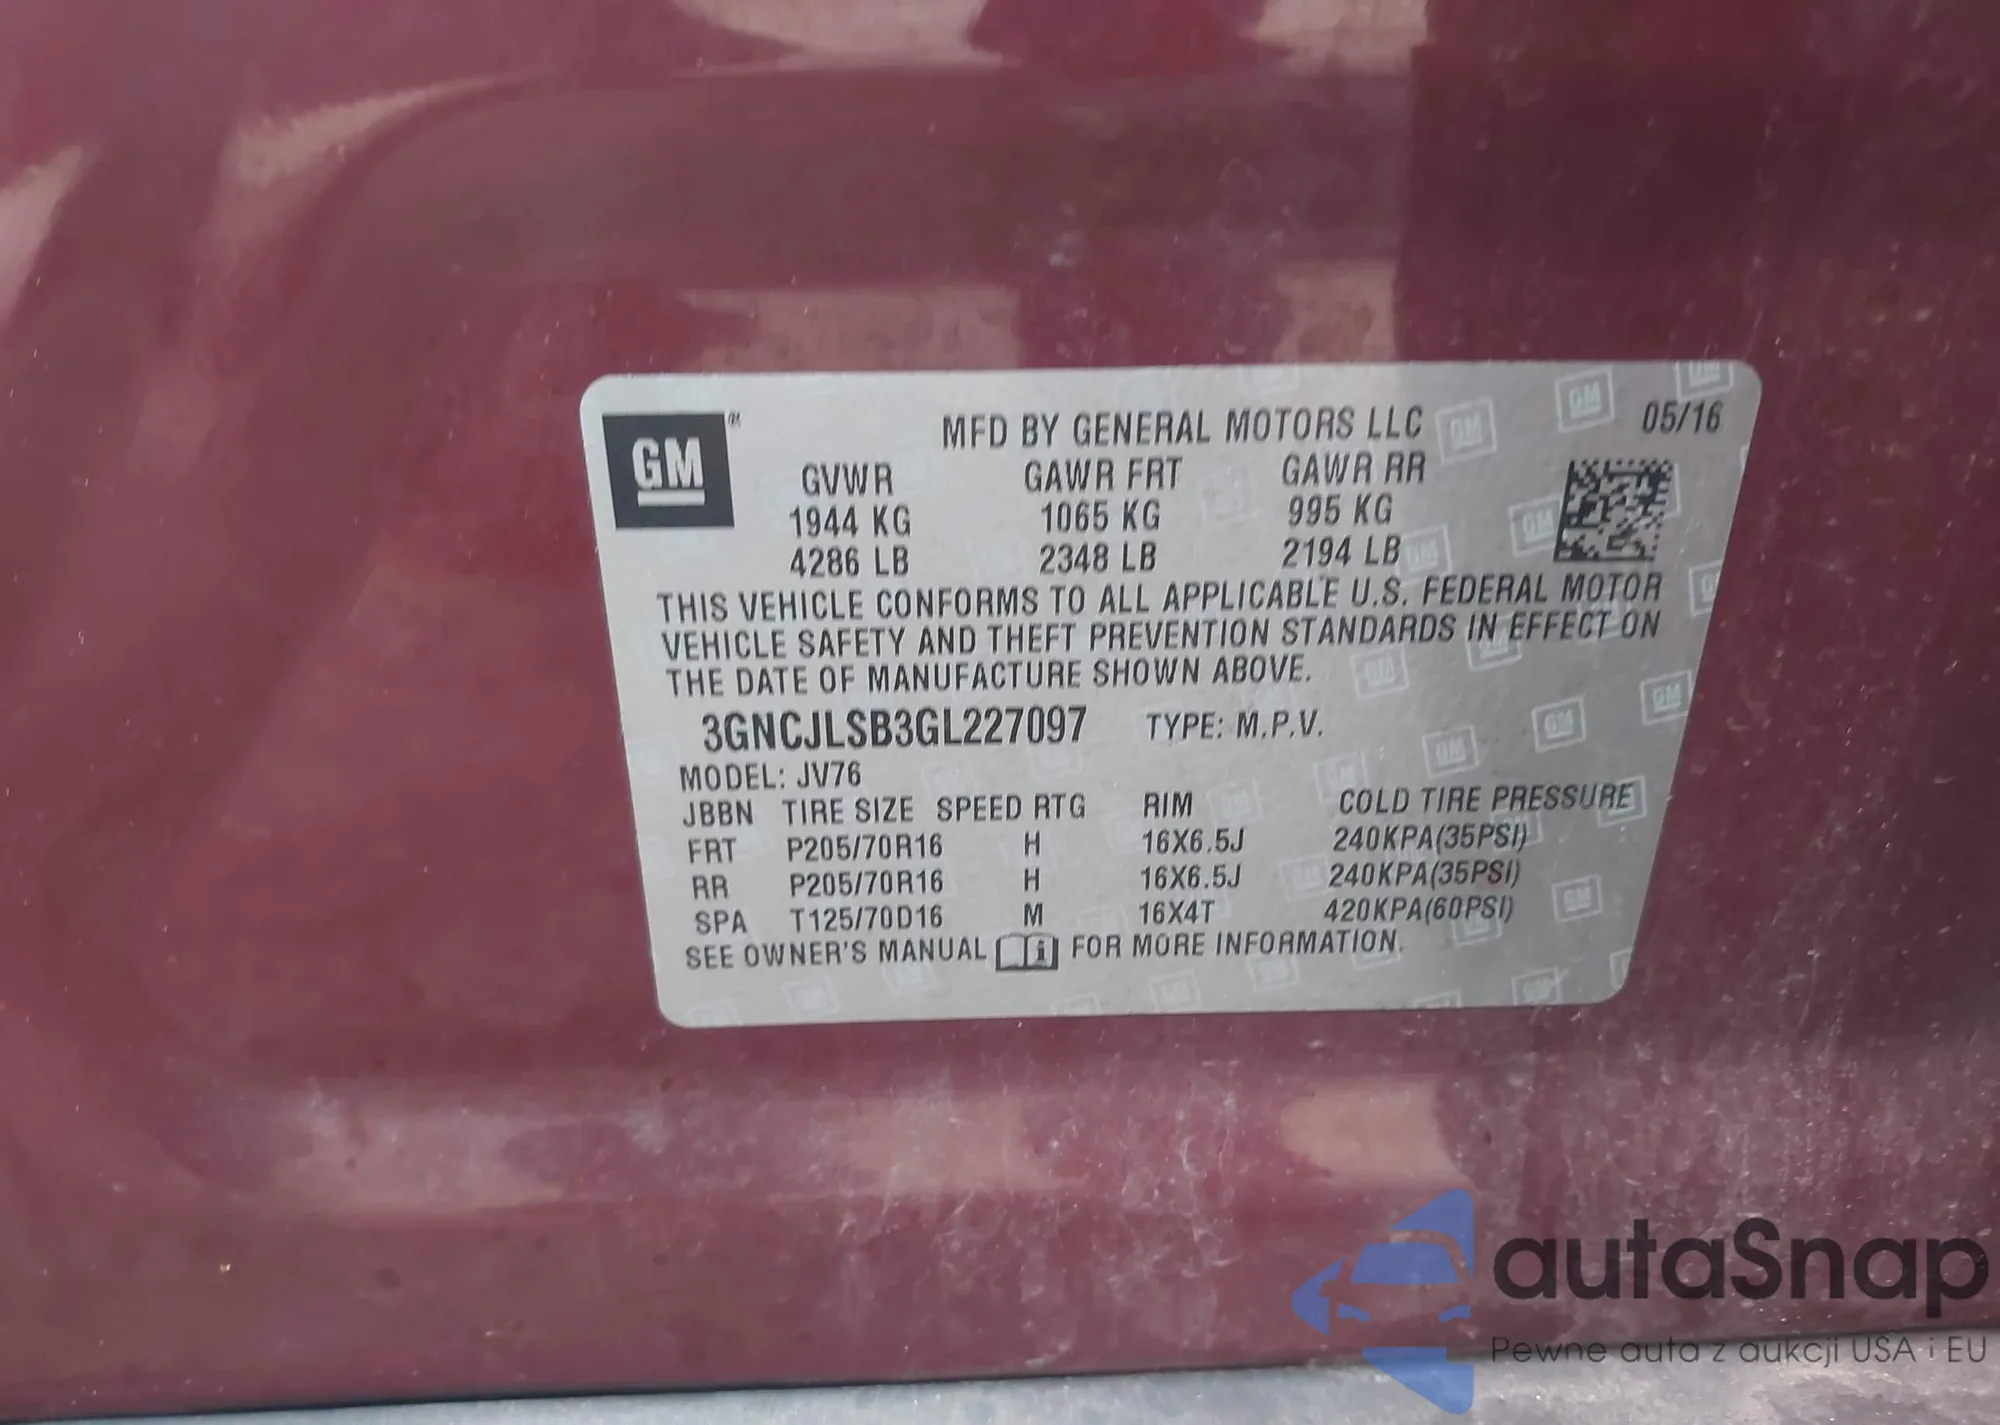 GM
TM
MFD BY GENERAL MOTORS LLC 05/16
GVWR GAWR FRT GAWR RR
1944 KG 1065 KG 995 KG
4286 LB 2348 LB 2194 LB
THIS VEHICLE CONFORMS TO ALL APPLICABLE U.S. FEDERAL MOTOR
VEHICLE SAFETY AND THEFT PREVENTION STANDARDS IN EFFECT ON
THE DATE OF MANUFACTURE SHOWN ABOVE.
3GNCJLSB3GL227097 TYPE: M.P.V.
MODEL: JV76
JBBN TIRE SIZE SPEED RTG RIM COLD TIRE PRESSURE
FRT P205/70R16 H 16X6.5J 240KPA(35PSI)
RR P205/70R16 H 16X6.5J 240KPA(35PSI)
SPA T125/70D16 M 16X4T 420KPA(60PSI)
SEE OWNER'S MANUAL i FOR MORE INFORMATION.
autaSnap
Pewne auta z aukcji USA i EU